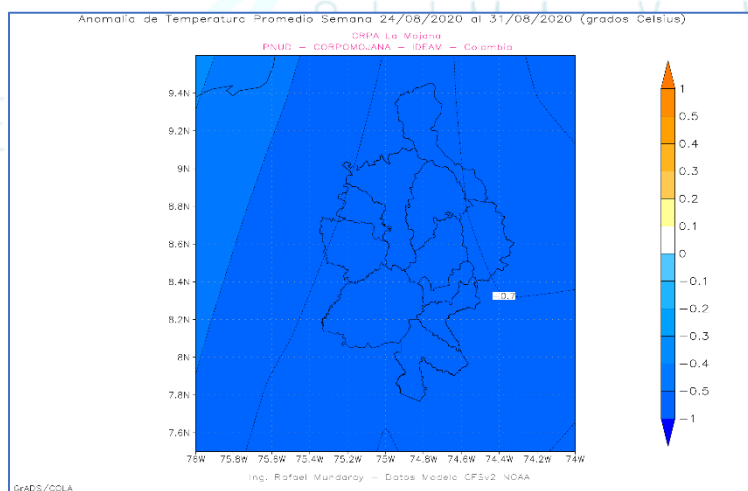 Anomalía de Temperatura Promedio Semana 24/08/2020 al 31/08/2020 (grados Celsius)
CRPA La Mojana
PNUD – CORPOMOJANA – IDEAM – Colombia
9.4N
9.2N
9N
8.8N
8.6N
8.4N
8.2N
8N
7.8N
7.6N
76W 75.8W 75.6W 75.4W 75.2W 75W 74.8W 74.6W 74.4W 74.2W 74W
-0.7
1
0.5
0.4
0.3
0.2
0.1
0
-0.1
-0.2
-0.3
-0.4
-0.5
-1
Ing. Rafael Mundaray – Datos Modelo CFSv2 NOAA
GrADS/COLA